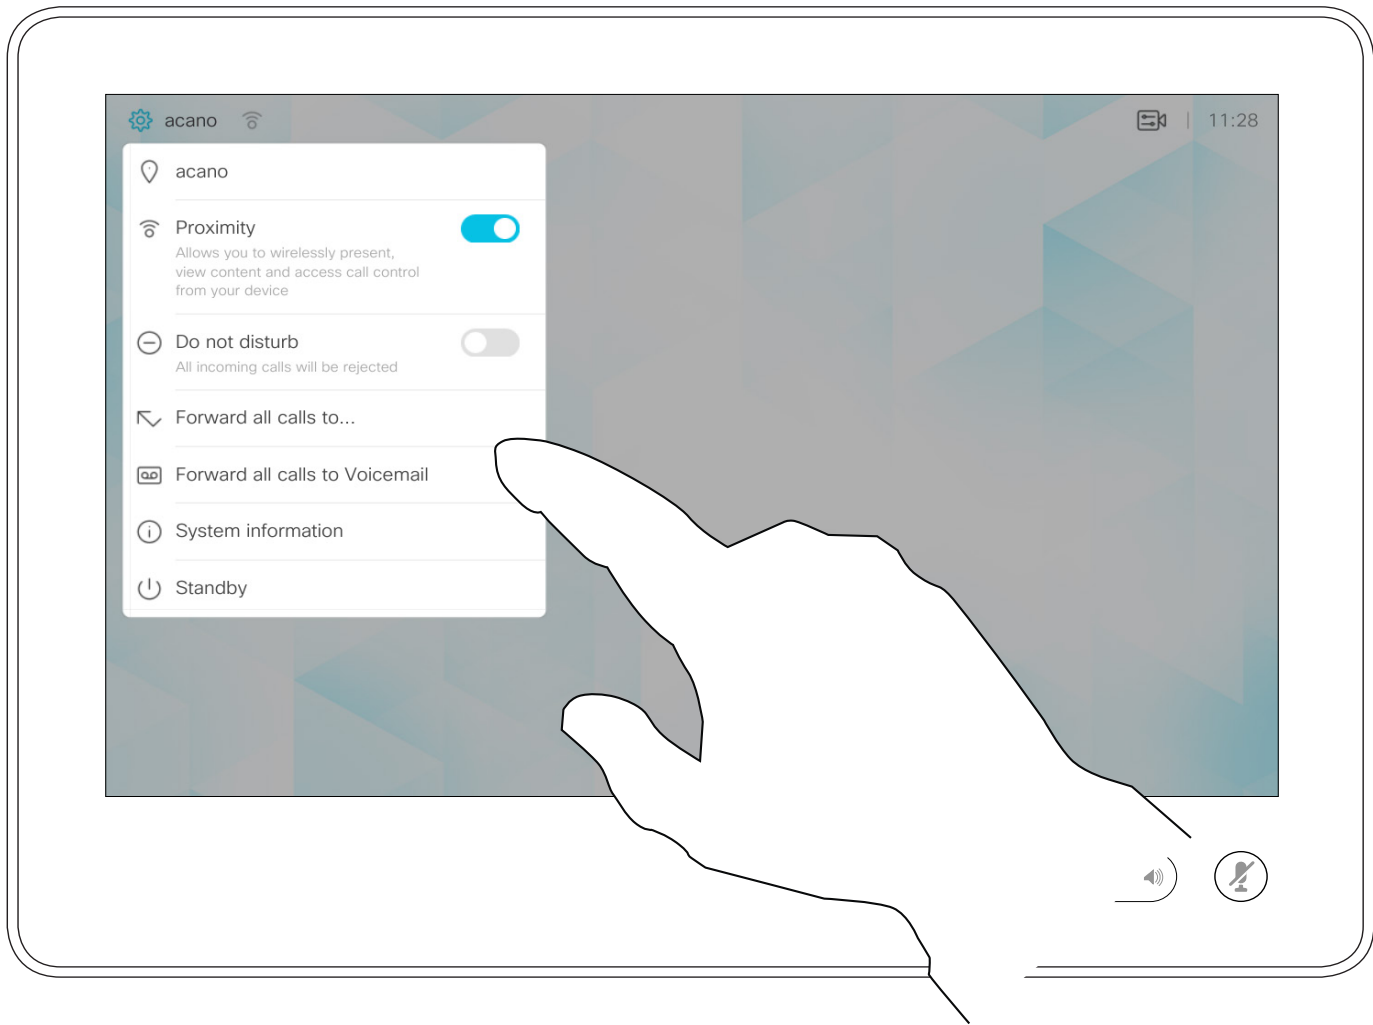 acano
11:28
acano
Proximity
Allows you to wirelessly present,
view content and access call control
from your device
Do not disturb
All incoming calls will be rejected
Forward all calls to...
Forward all calls to Voicemail
System information
Standby